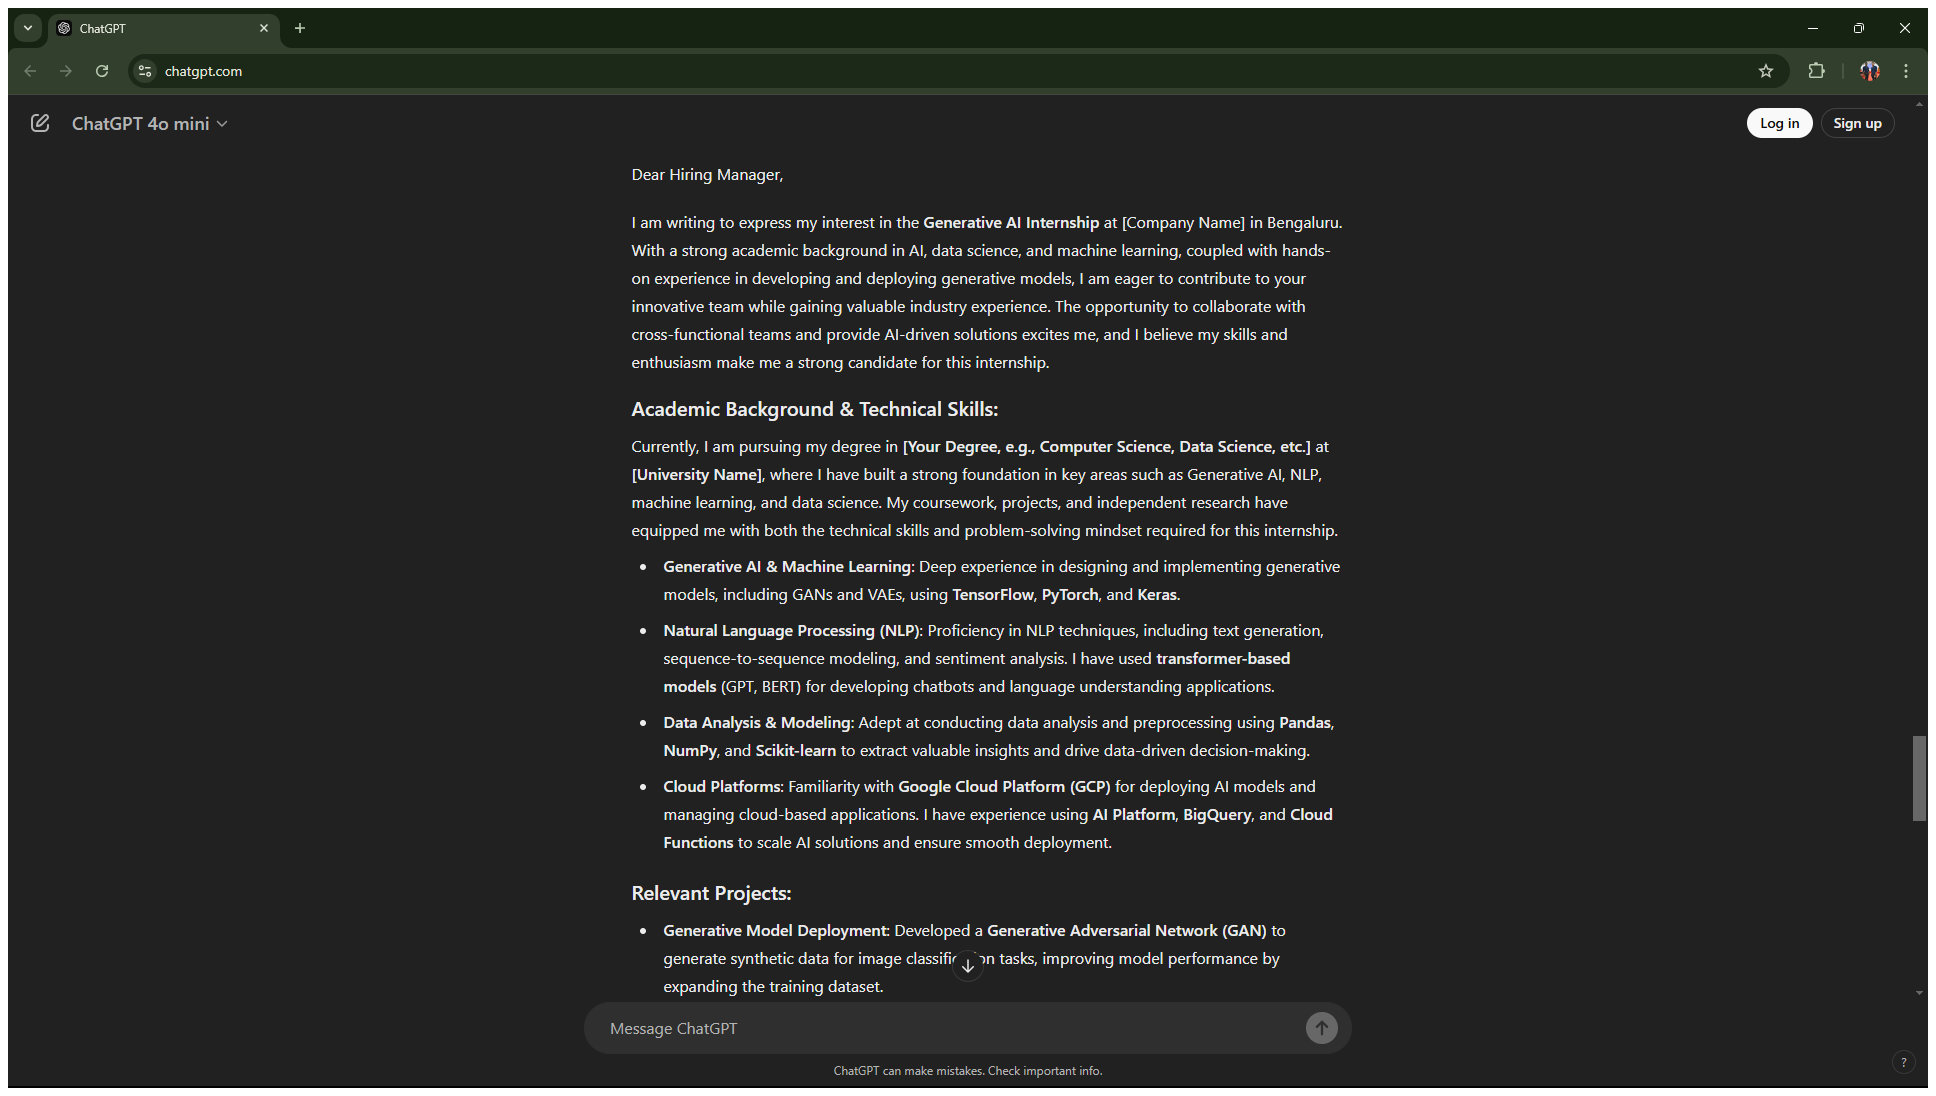 ChatGPT
chatgpt.com
ChatGPT 4o mini
Log in
Sign up
Dear Hiring Manager,
I am writing to express my interest in the Generative AI Internship at [Company Name] in Bengaluru.
With a strong academic background in AI, data science, and machine learning, coupled with hands-
on experience in developing and deploying generative models, I am eager to contribute to your
innovative team while gaining valuable industry experience. The opportunity to collaborate with
cross-functional teams and provide AI-driven solutions excites me, and I believe my skills and
enthusiasm make me a strong candidate for this internship.
Academic Background & Technical Skills:
Currently, I am pursuing my degree in [Your Degree, e.g., Computer Science, Data Science, etc.] at
[University Name], where I have built a strong foundation in key areas such as Generative AI, NLP,
machine learning, and data science. My coursework, projects, and independent research have
equipped me with both the technical skills and problem-solving mindset required for this internship.
• Generative AI & Machine Learning: Deep experience in designing and implementing generative
models, including GANs and VAEs, using TensorFlow, PyTorch, and Keras.
• Natural Language Processing (NLP): Proficiency in NLP techniques, including text generation,
sequence-to-sequence modeling, and sentiment analysis. I have used transformer-based
models (GPT, BERT) for developing chatbots and language understanding applications.
• Data Analysis & Modeling: Adept at conducting data analysis and preprocessing using Pandas,
NumPy, and Scikit-learn to extract valuable insights and drive data-driven decision-making.
• Cloud Platforms: Familiarity with Google Cloud Platform (GCP) for deploying AI models and
managing cloud-based applications. I have experience using AI Platform, BigQuery, and Cloud
Functions to scale AI solutions and ensure smooth deployment.
Relevant Projects:
• Generative Model Deployment: Developed a Generative Adversarial Network (GAN) to
generate synthetic data for image classification tasks, improving model performance by
expanding the training dataset.
Message ChatGPT
ChatGPT can make mistakes. Check important info.
?